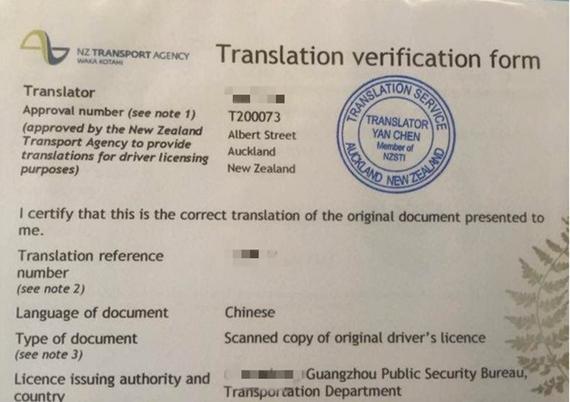 NZ TRANSPORT AGENCY
WAKA KOTAHI
Translation verification form
Translator
Approval number (see note 1)
(approved by the New Zealand
Transport Agency to provide
translations for driver licensing
purposes)
T200073
Albert Street
Auckland
New Zealand
TRANSLATION SERVICE
TRANSLATOR
YAN CHEN
Member of
NZSTI
AUCKLAND NEW ZEALAND
I certify that this is the correct translation of the original document presented to
me.
Translation reference
number
(see note 2)
Language of document Chinese
Type of document Scanned copy of original driver's licence
(see note 3)
Licence issuing authority and
country
Guangzhou Public Security Bureau,
Transportation Department